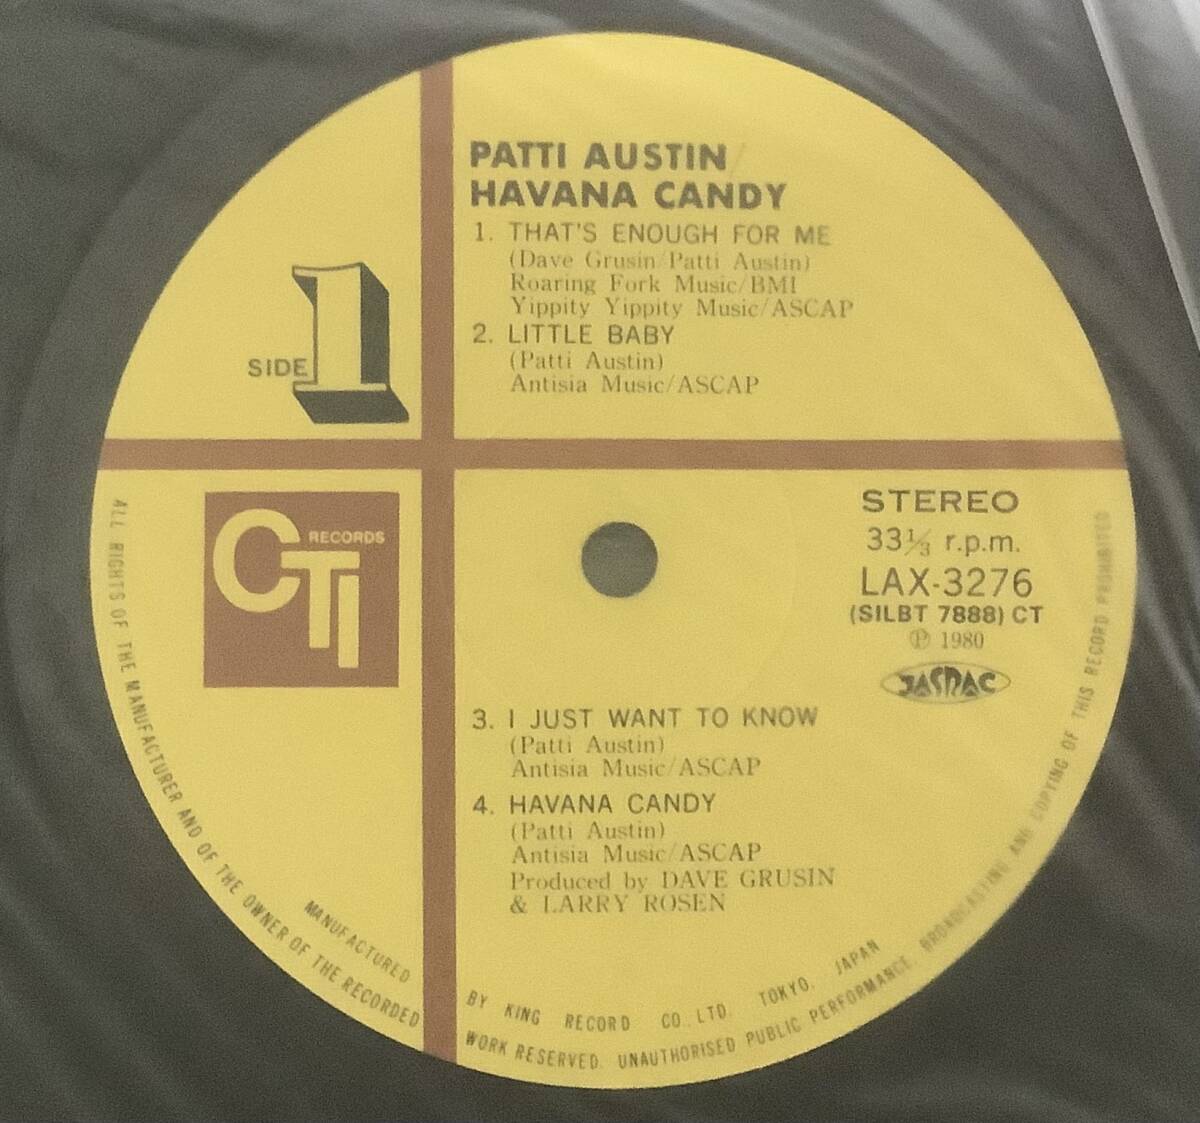 PATTI AUSTIN/
HAVANA CANDY
1. THAT'S ENOUGH FOR ME
(Dave Grusin/Patti Austin)
Roaring Fork Music/BMI
Yippity Yippity Music/ASCAP
2. LITTLE BABY
(Patti Austin)
Antisia Music/ASCAP
SIDE 1
CTI RECORDS
STEREO
33⅓ r.p.m.
LAX-3276
(SILBT 7888) CT
Ⓟ 1980
JASRAC
3. I JUST WANT TO KNOW
(Patti Austin)
Antisia Music/ASCAP
4. HAVANA CANDY
(Patti Austin)
Antisia Music/ASCAP
Produced by DAVE GRUSIN
& LARRY ROSEN
MANUFACTURED BY KING RECORD CO., LTD. TOKYO, JAPAN
ALL RIGHTS OF THE MANUFACTURER AND OF THE OWNER OF THE RECORDED WORK RESERVED. UNAUTHORISED PUBLIC PERFORMANCE, BROADCASTING AND COPYING OF THIS RECORD PROHIBITED